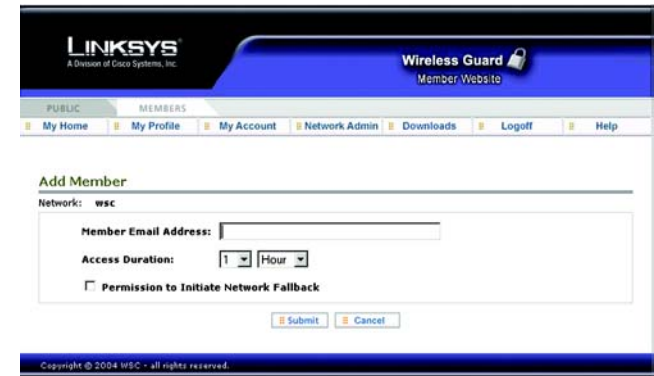 LINKSYS®
A Division of Cisco Systems, Inc.
Wireless Guard
Member Website
PUBLIC MEMBERS
My Home My Profile My Account Network Admin Downloads Logoff Help
Add Member
Network: wsc
Member Email Address:
Access Duration: 1 Hour
Permission to Initiate Network Fallback
Submit Cancel
Copyright © 2004 WSC - all rights reserved.